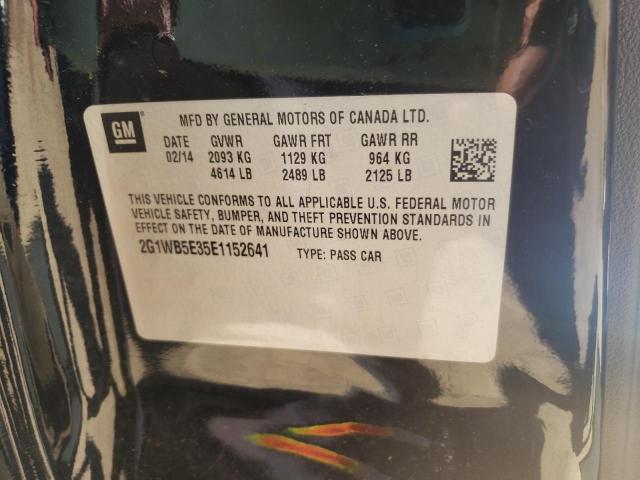 GM
MFD BY GENERAL MOTORS OF CANADA LTD.
DATE GVWR GAWR FRT GAWR RR
02/14 2093 KG 1129 KG 964 KG
4614 LB 2489 LB 2125 LB
THIS VEHICLE CONFORMS TO ALL APPLICABLE U.S. FEDERAL MOTOR
VEHICLE SAFETY, BUMPER, AND THEFT PREVENTION STANDARDS IN
EFFECT ON THE DATE OF MANUFACTURE SHOWN ABOVE.
2G1WB5E35E1152641 TYPE: PASS CAR